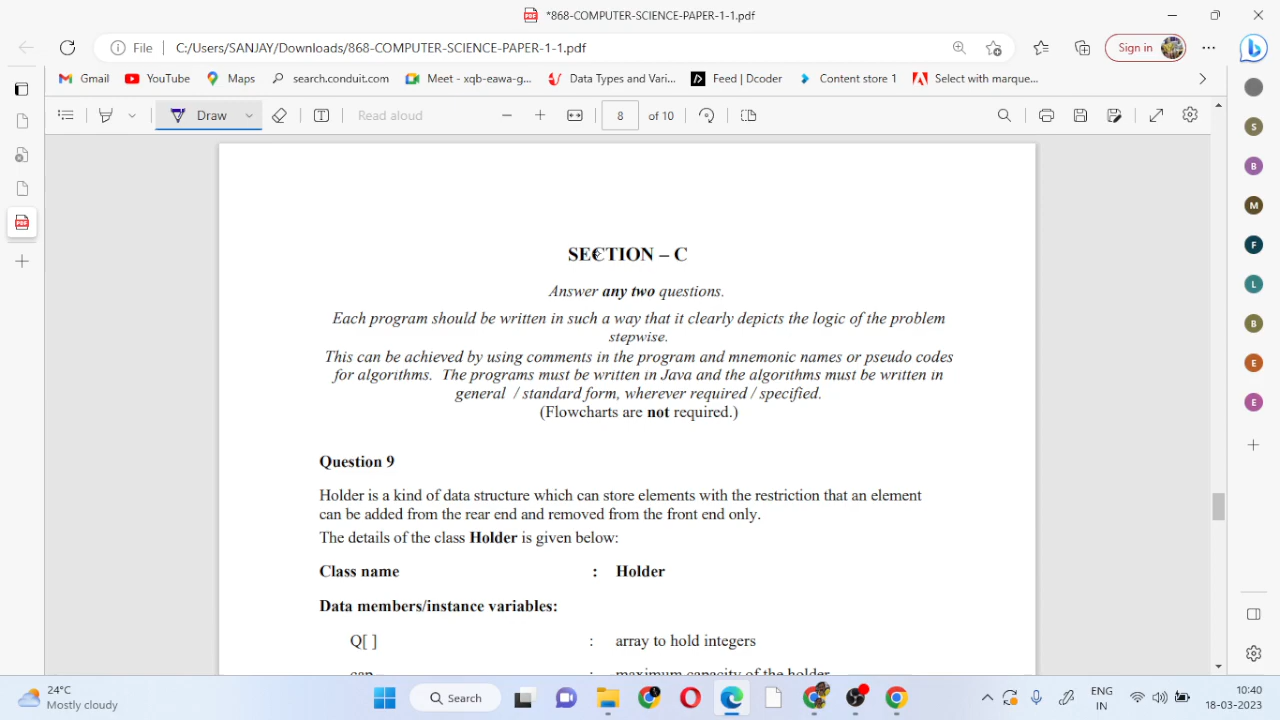 *868-COMPUTER-SCIENCE-PAPER-1-1.pdf
File | C:/Users/SANJAY/Downloads/868-COMPUTER-SCIENCE-PAPER-1-1.pdf
Sign in
Gmail YouTube Maps search.conduit.com Meet - xqb-eawa-g... Data Types and Vari... Feed | Dcoder Content store 1 Select with marque...
Draw Read aloud 8 of 10
S
B
M
F
L
B
E
E
SECTION – C
Answer any two questions.
Each program should be written in such a way that it clearly depicts the logic of the problem
stepwise.
This can be achieved by using comments in the program and mnemonic names or pseudo codes
for algorithms. The programs must be written in Java and the algorithms must be written in
general / standard form, wherever required / specified.
(Flowcharts are not required.)
Question 9
Holder is a kind of data structure which can store elements with the restriction that an element
can be added from the rear end and removed from the front end only.
The details of the class Holder is given below:
Class name : Holder
Data members/instance variables:
Q[ ] : array to hold integers
cap : maximum capacity of the holder
24°C
Mostly cloudy
Search
ENG
IN
10:40
18-03-2023